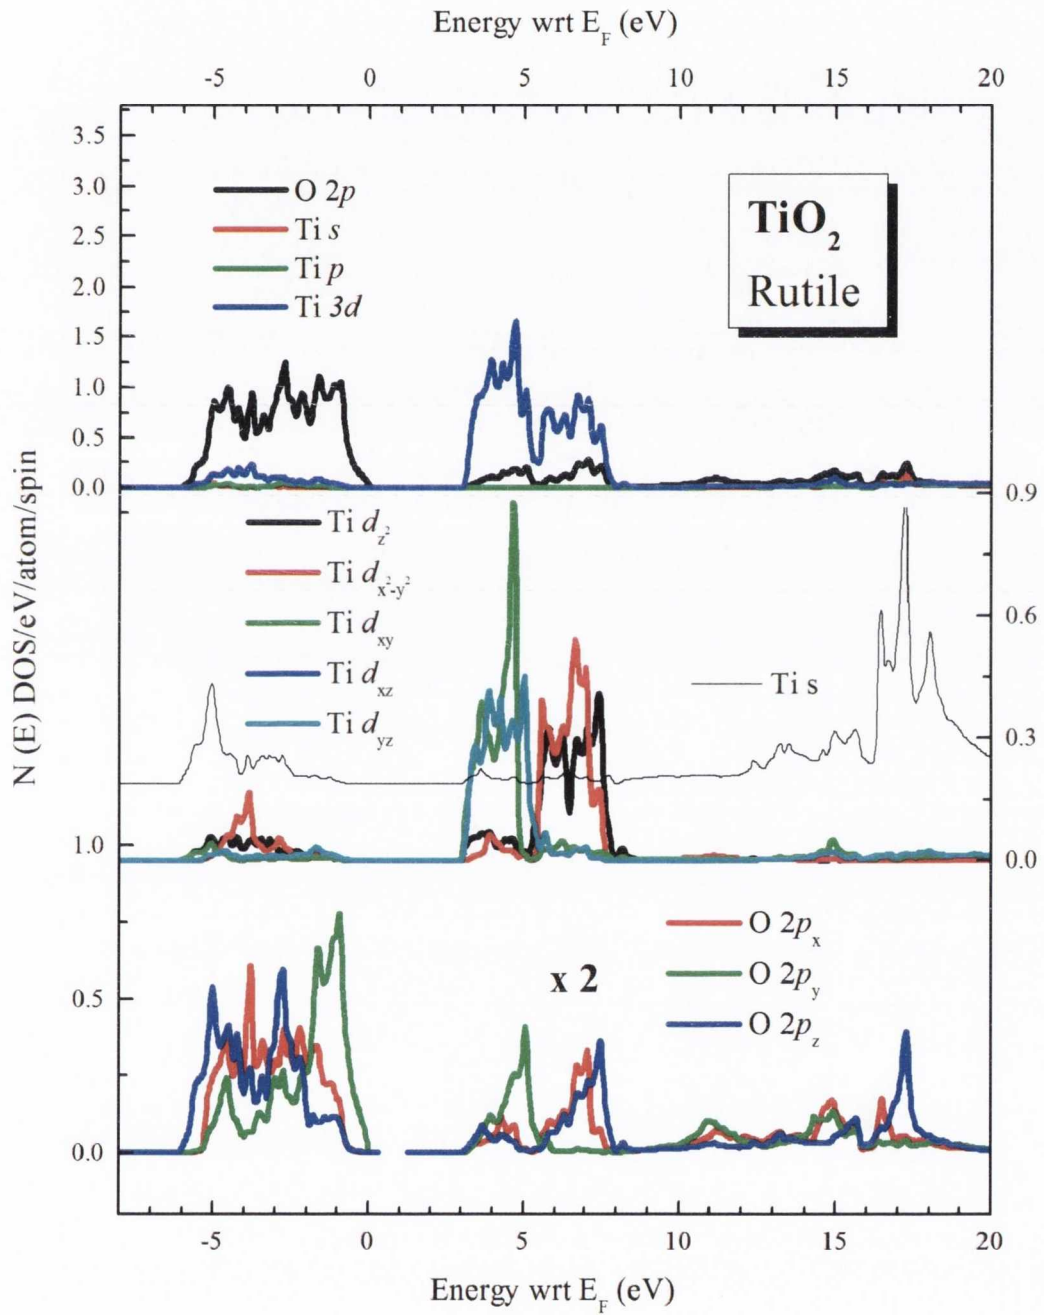 Energy wrt E_F (eV)
-5 0 5 10 15 20
3.5
3.0
2.5
2.0
1.5
1.0
0.5
0.0
O 2p
Ti s
Ti p
Ti 3d
TiO₂
Rutile
N (E) DOS/eV/atom/spin
Ti d_z²
Ti d_x²-y²
Ti d_xy
Ti d_xz
Ti d_yz
Ti s
0.9
0.6
0.3
0.0
1.0
0.5
0.0
x 2
O 2p_x
O 2p_y
O 2p_z
-5 0 5 10 15 20
Energy wrt E_F (eV)